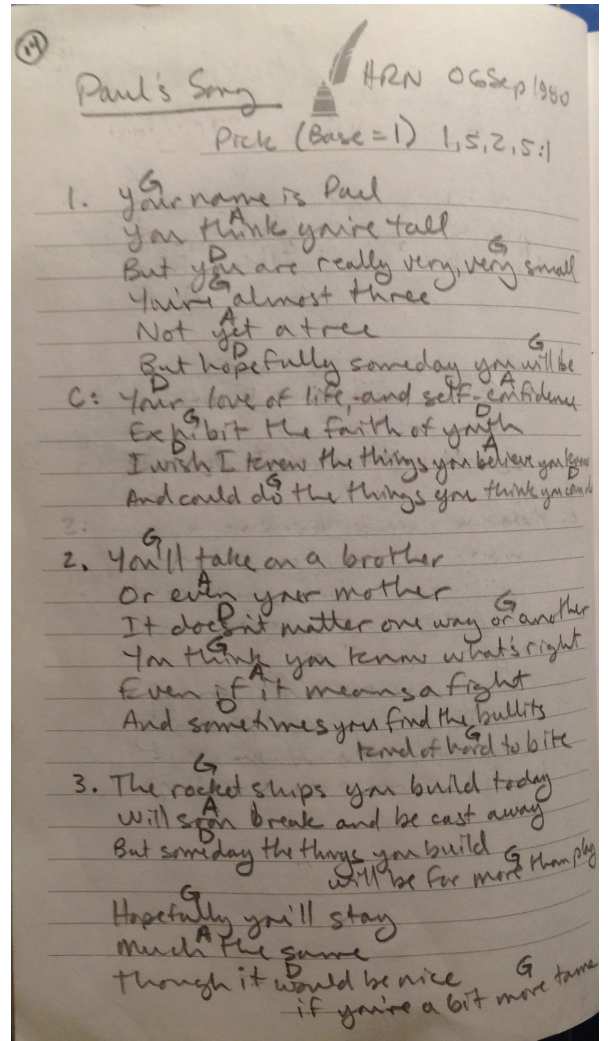 14
Paul's Song HRN 06Sep1980
Pick (Base=1) 1,5,2,5:1
G
1. your name is Paul
A
you think you're tall
D G
But you are really very, very small
G
You're almost three
A
Not yet a tree
D G
But hopefully someday you will be
D A
C: Your love of life, and self-confidence
G D
Exhibit the faith of youth
D A
I wish I knew the things you believe you know
G D
And could do the things you think you can do
2:
G
2. You'll take on a brother
A
Or even your mother
D G
It doesn't matter one way or another
G
You think you know what's right
A
Even if it means a fight
D
And sometimes you find the bullits
G
kind of hard to bite
G
3. The rocket ships you build today
A
will soon break and be cast away
D
But someday the things you build
G
will be far more than play
G
Hopefully you'll stay
A
much the same
D
though it would be nice
G
if you're a bit more tame